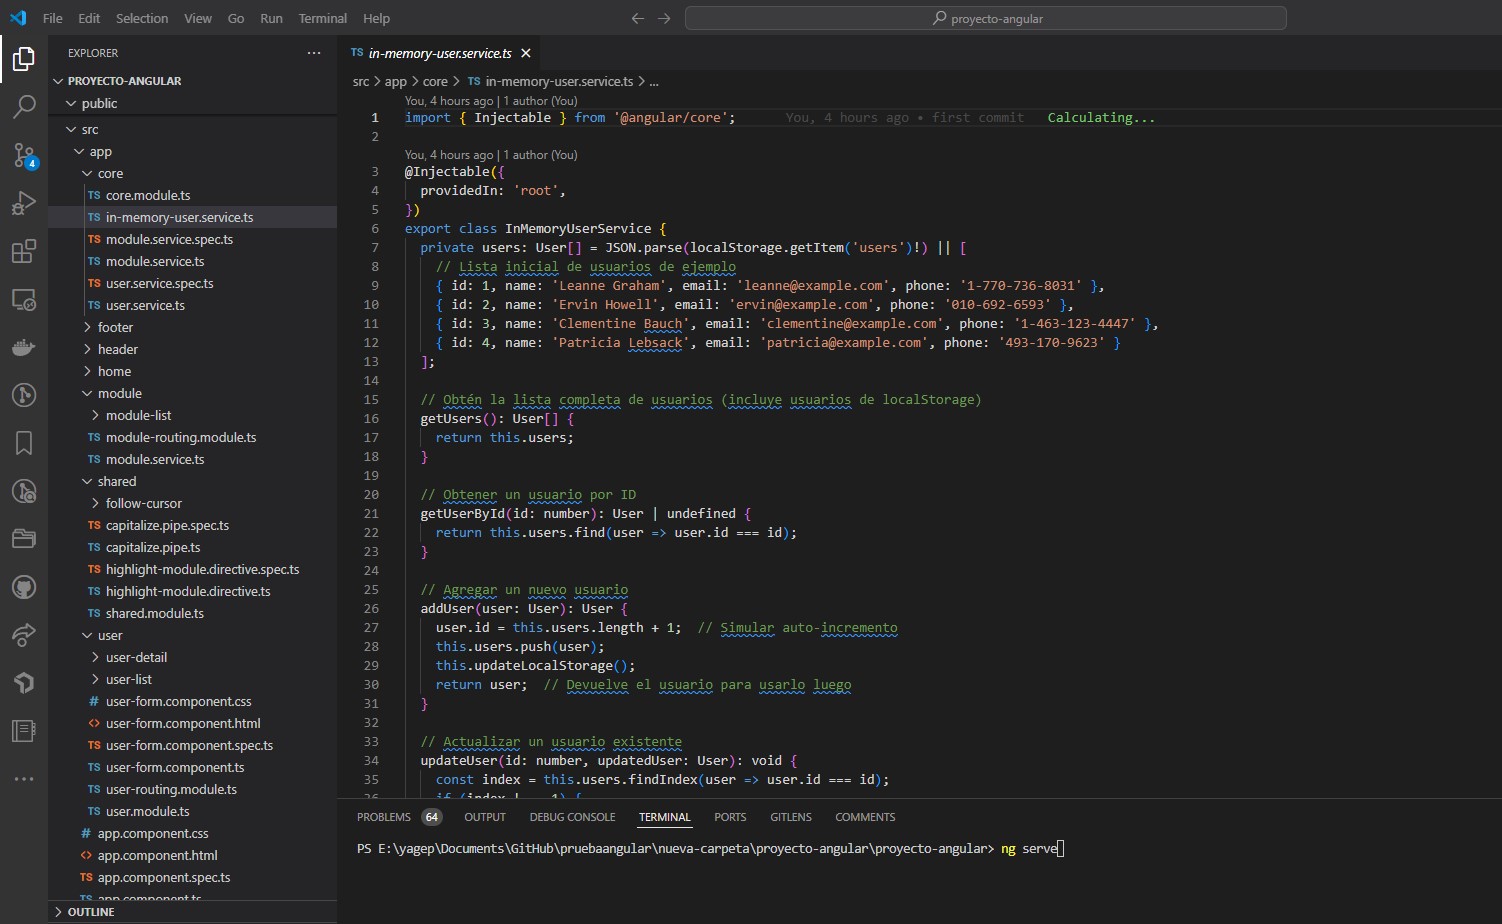 File Edit Selection View Go Run Terminal Help
proyecto-angular
EXPLORER
PROYECTO-ANGULAR
public
src
app
core
TS core.module.ts
TS in-memory-user.service.ts
TS module.service.spec.ts
TS module.service.ts
TS user.service.spec.ts
TS user.service.ts
footer
header
home
module
module-list
TS module-routing.module.ts
TS module.service.ts
shared
follow-cursor
TS capitalize.pipe.spec.ts
TS capitalize.pipe.ts
TS highlight-module.directive.spec.ts
TS highlight-module.directive.ts
TS shared.module.ts
user
user-detail
user-list
# user-form.component.css
<> user-form.component.html
TS user-form.component.spec.ts
TS user-form.component.ts
TS user-routing.module.ts
TS user.module.ts
# app.component.css
<> app.component.html
TS app.component.spec.ts
TS app.component.ts
OUTLINE
4
TS in-memory-user.service.ts
src > app > core > TS in-memory-user.service.ts > ...
You, 4 hours ago | 1 author (You)
1 import { Injectable } from '@angular/core'; You, 4 hours ago • first commit Calculating...
2
You, 4 hours ago | 1 author (You)
3 @Injectable({
4 providedIn: 'root',
5 })
6 export class InMemoryUserService {
7 private users: User[] = JSON.parse(localStorage.getItem('users')!) || [
8 // Lista inicial de usuarios de ejemplo
9 { id: 1, name: 'Leanne Graham', email: 'leanne@example.com', phone: '1-770-736-8031' },
10 { id: 2, name: 'Ervin Howell', email: 'ervin@example.com', phone: '010-692-6593' },
11 { id: 3, name: 'Clementine Bauch', email: 'clementine@example.com', phone: '1-463-123-4447' },
12 { id: 4, name: 'Patricia Lebsack', email: 'patricia@example.com', phone: '493-170-9623' }
13 ];
14
15 // Obtén la lista completa de usuarios (incluye usuarios de localStorage)
16 getUsers(): User[] {
17 return this.users;
18 }
19
20 // Obtener un usuario por ID
21 getUserById(id: number): User | undefined {
22 return this.users.find(user => user.id === id);
23 }
24
25 // Agregar un nuevo usuario
26 addUser(user: User): User {
27 user.id = this.users.length + 1; // Simular auto-incremento
28 this.users.push(user);
29 this.updateLocalStorage();
30 return user; // Devuelve el usuario para usarlo luego
31 }
32
33 // Actualizar un usuario existente
34 updateUser(id: number, updatedUser: User): void {
35 const index = this.users.findIndex(user => user.id === id);
PROBLEMS 64 OUTPUT DEBUG CONSOLE TERMINAL PORTS GITLENS COMMENTS
PS E:\yagep\Documents\GitHub\pruebaangular\nueva-carpeta\proyecto-angular\proyecto-angular> ng serve